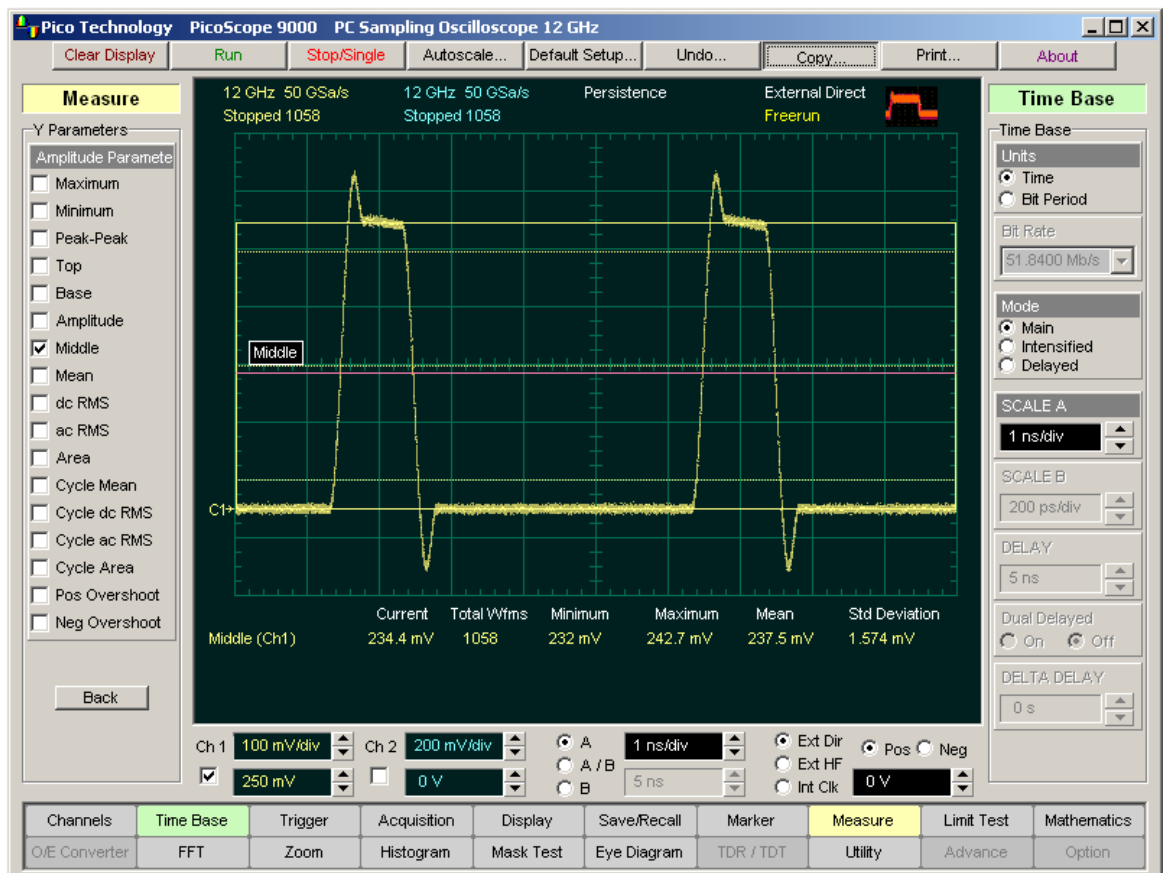 Pico Technology PicoScope 9000 PC Sampling Oscilloscope 12 GHz
Clear Display Run Stop/Single Autoscale... Default Setup... Undo... Copy... Print... About
Measure
Y Parameters
Amplitude Paramete
Maximum
Minimum
Peak-Peak
Top
Base
Amplitude
Middle
Mean
dc RMS
ac RMS
Area
Cycle Mean
Cycle dc RMS
Cycle ac RMS
Cycle Area
Pos Overshoot
Neg Overshoot
Back
12 GHz 50 GSa/s 12 GHz 50 GSa/s Persistence External Direct
Stopped 1058 Stopped 1058 Freerun
Middle
C1
Current Total Wfms Minimum Maximum Mean Std Deviation
Middle (Ch1) 234.4 mV 1058 232 mV 242.7 mV 237.5 mV 1.574 mV
Time Base
Time Base
Units
Time
Bit Period
Bit Rate
51.8400 Mb/s
Mode
Main
Intensified
Delayed
SCALE A
1 ns/div
SCALE B
200 ps/div
DELAY
5 ns
Dual Delayed
On Off
DELTA DELAY
0 s
Ch 1 100 mV/div Ch 2 200 mV/div A 1 ns/div Ext Dir Pos Neg
A / B Ext HF
250 mV 0 V B 5 ns Int Clk 0 V
Channels Time Base Trigger Acquisition Display Save/Recall Marker Measure Limit Test Mathematics
O/E Converter FFT Zoom Histogram Mask Test Eye Diagram TDR / TDT Utility Advance Option